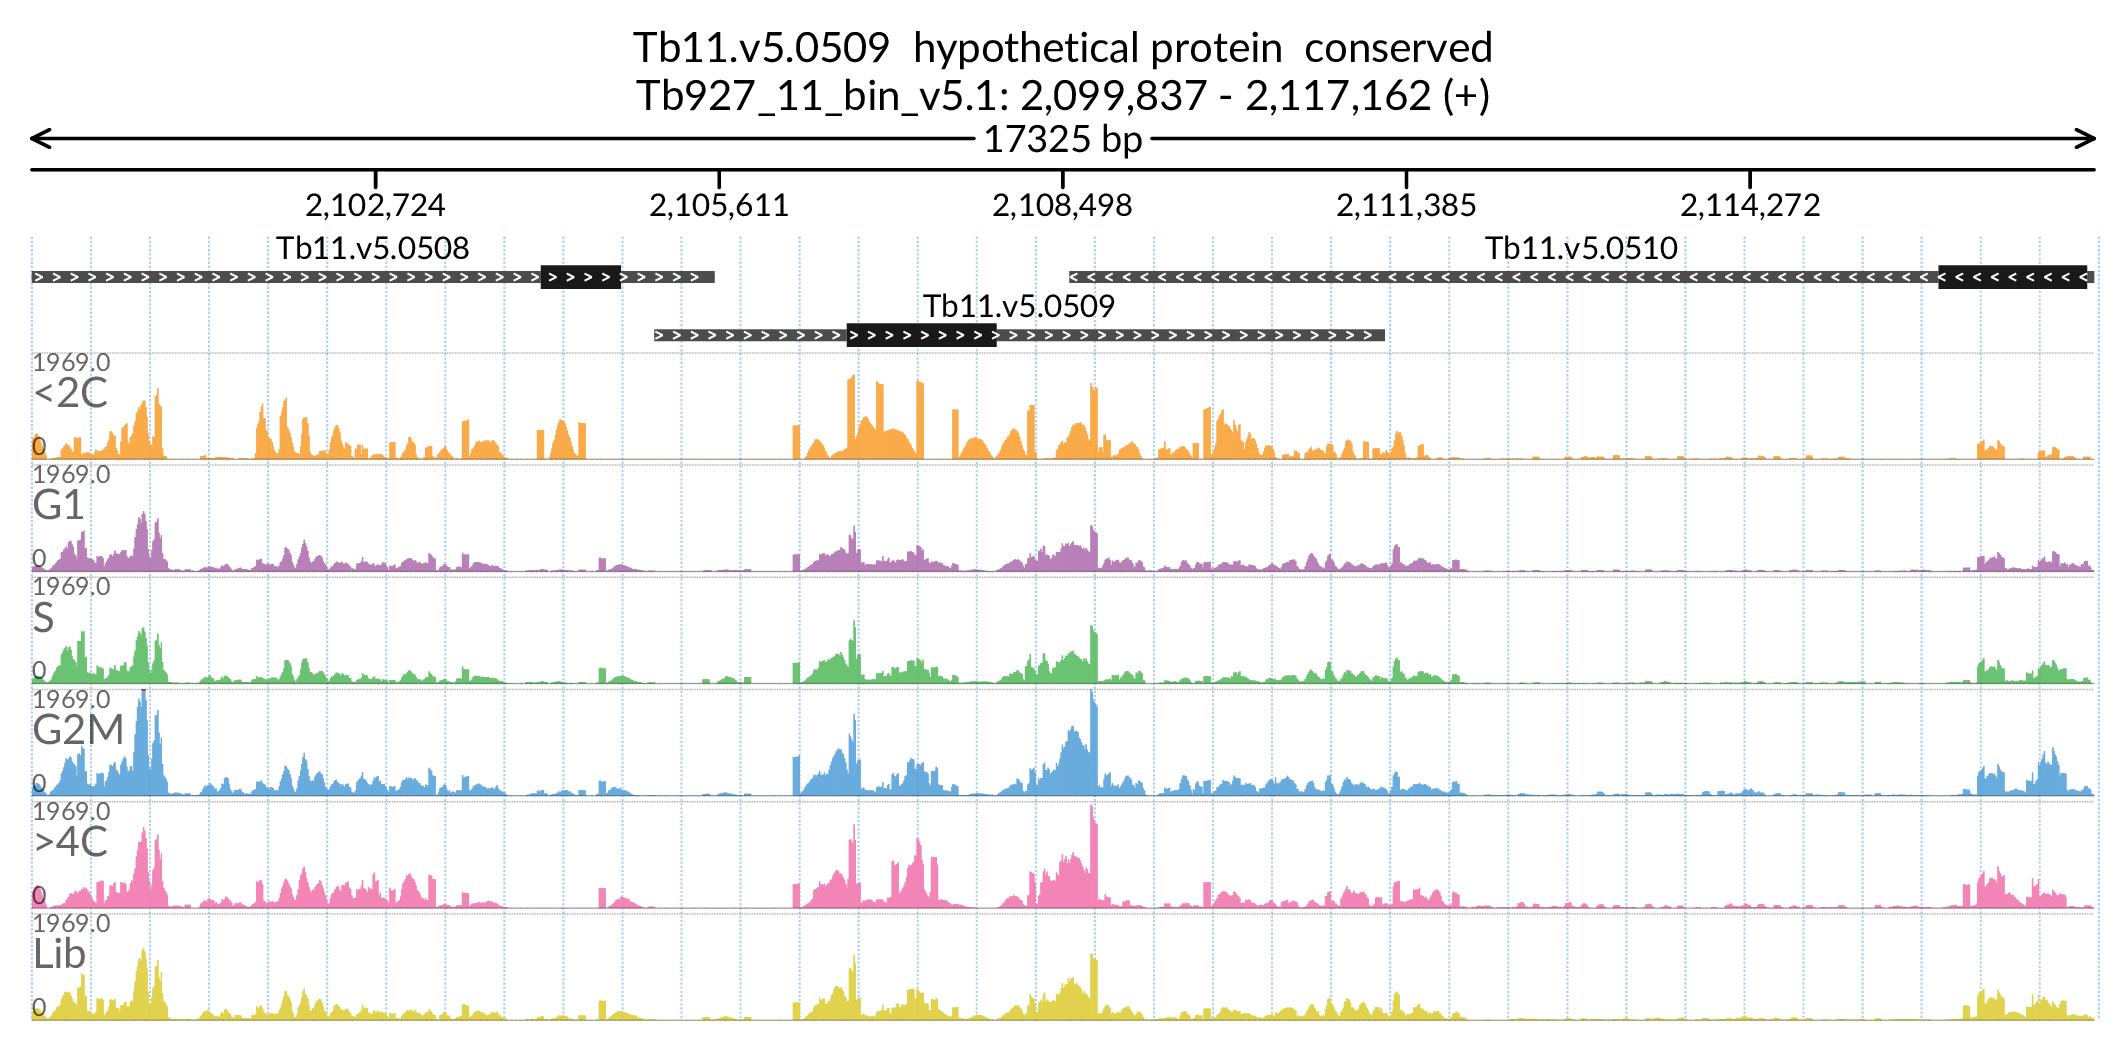 Tb11.v5.0509 hypothetical protein conserved
Tb927_11_bin_v5.1: 2,099,837 - 2,117,162 (+)
17325 bp
2,102,724 2,105,611 2,108,498 2,111,385 2,114,272
Tb11.v5.0508 Tb11.v5.0510
Tb11.v5.0509
1969.0
<2C
0
1969.0
G1
0
1969.0
S
0
1969.0
G2M
0
1969.0
>4C
0
1969.0
Lib
0